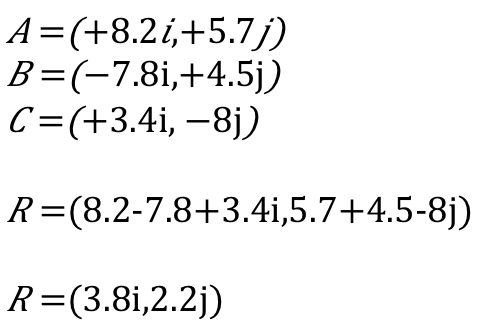 A=(+8.2i,+5.7j)
B=(−7.8i,+4.5j)
C=(+3.4i, −8j)
R=(8.2-7.8+3.4i,5.7+4.5-8j)
R=(3.8i,2.2j)